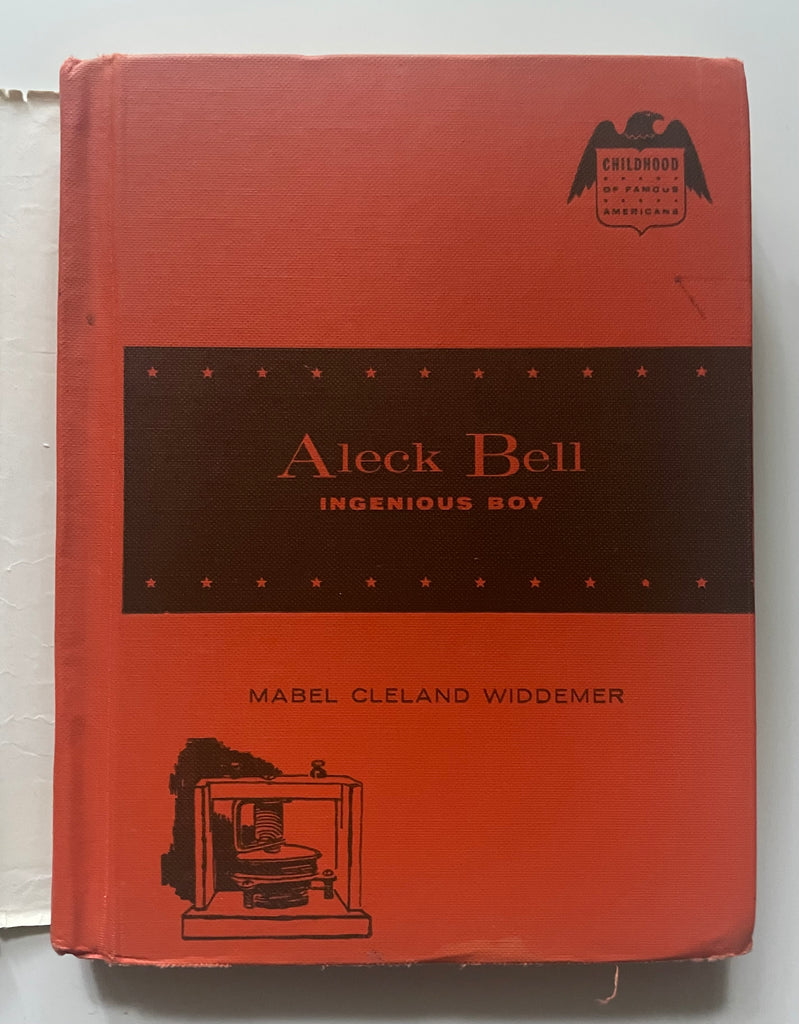 CHILDHOOD
OF FAMOUS
AMERICANS
Aleck Bell
INGENIOUS BOY
MABEL CLELAND WIDDEMER